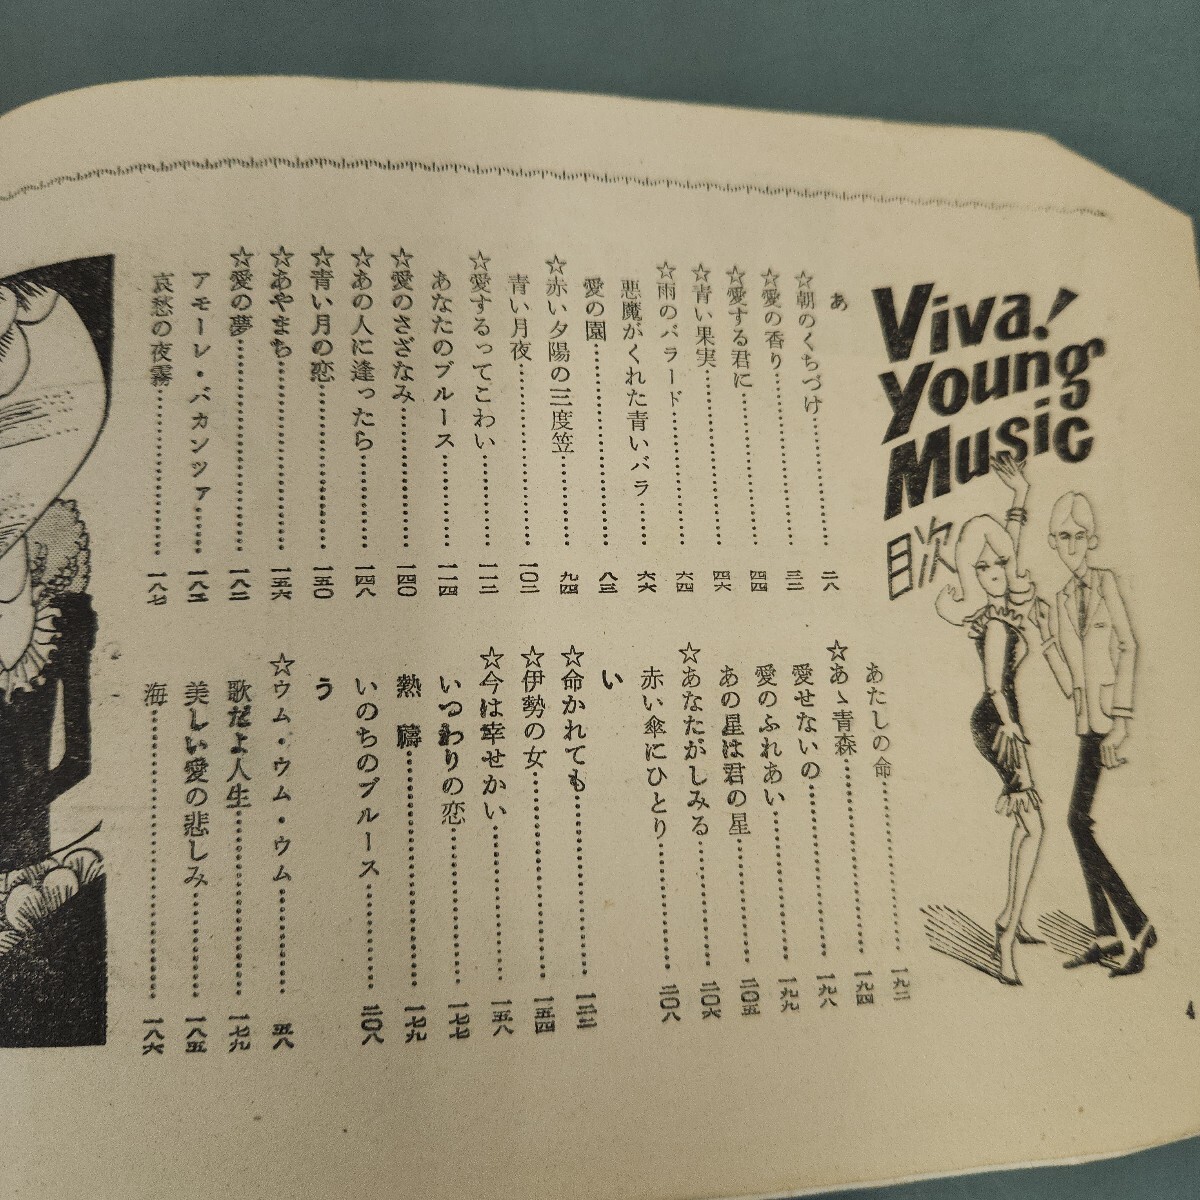 Viva!
Young
Music
目次
あ
☆朝のくちづけ……………二八
☆愛の香り……………三二
☆愛する君に……………四四
☆青い果実……………四六
☆雨のバラード……………六四
悪魔がくれた青いバラ……六六
愛の園……………八三
☆赤い夕陽の三度笠……………九四
青い月夜……………一〇二
☆愛するってこわい……………一一二
あなたのブルース……………一一四
☆愛のさざなみ……………一四〇
☆あの人に逢ったら……………一四八
☆青い月の恋……………一五〇
☆あやまち……………一五六
☆愛の夢……………一八二
アモーレ・バカンツァ……一八三
哀愁の夜霧……………一八七
あたしの命……………一九二
☆あゝ青森……………一九四
愛せないの……………一九八
愛のふれあい……………一九九
あの星は君の星……………二〇五
☆あなたがしみる……………二〇六
赤い傘にひとり……………二〇八
い
☆命かれても……………一二二
☆伊勢の女……………一五四
☆今は幸せかい……………一五八
いつわりの恋……………一七七
熱禱……………一七九
いのちのブルース……………二〇八
う
☆ウム・ウム・ウム……………五八
歌だよ人生……………一七九
美しい愛の悲しみ……………一八五
海……………一八六
4